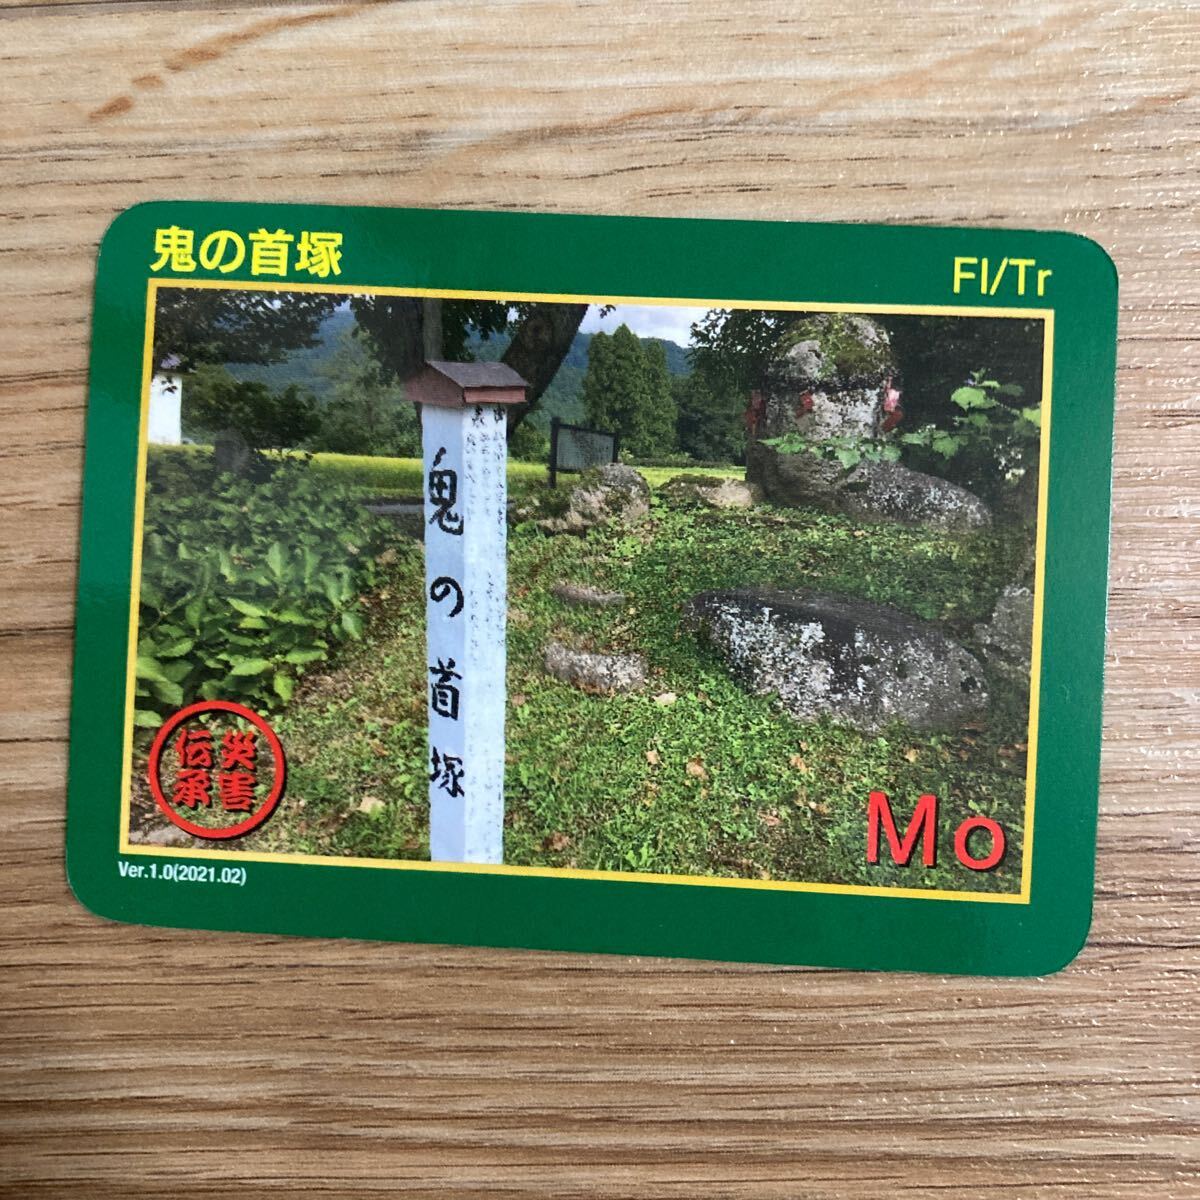 鬼の首塚
Fl/Tr
鬼の首塚
災害
伝承
Mo
Ver.1.0(2021.02)